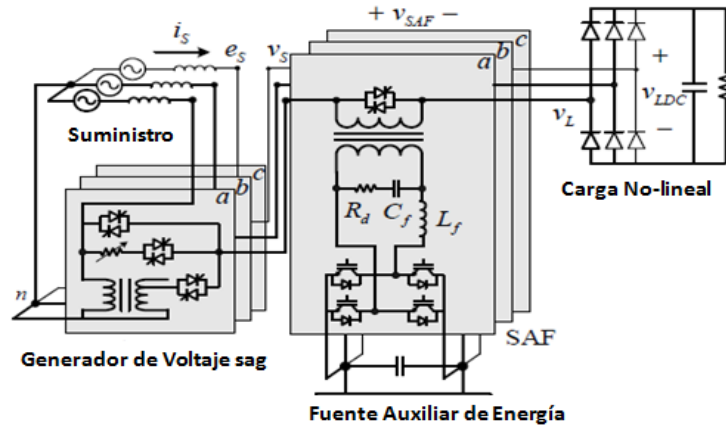 i_S
e_S
v_S
+ v_SAF −
a b c
Suministro
a b c
n
R_d
C_f
L_f
v_L
+
v_LDC
−
Carga No-lineal
SAF
Generador de Voltaje sag
Fuente Auxiliar de Energía